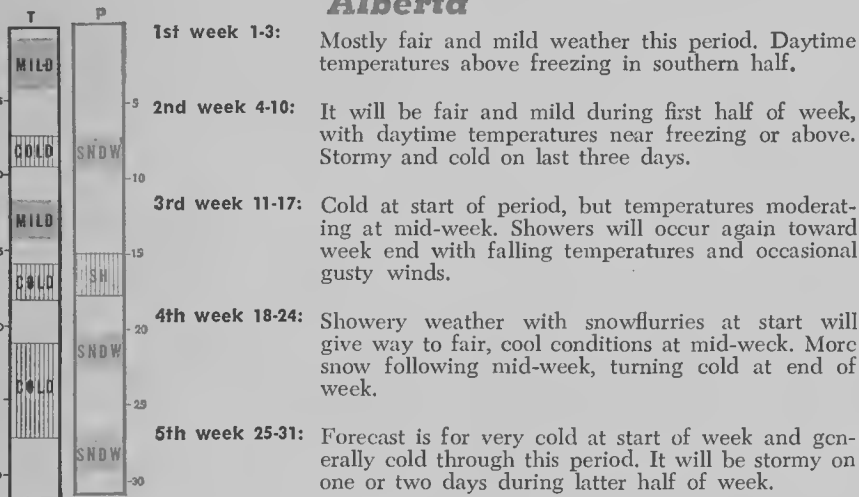 Alberta
T P
1st week 1-3: Mostly fair and mild weather this period. Daytime
temperatures above freezing in southern half.
2nd week 4-10: It will be fair and mild during first half of week,
with daytime temperatures near freezing or above.
Stormy and cold on last three days.
3rd week 11-17: Cold at start of period, but temperatures moderat-
ing at mid-week. Showers will occur again toward
week end with falling temperatures and occasional
gusty winds.
4th week 18-24: Showery weather with snowflurries at start will
give way to fair, cool conditions at mid-week. More
snow following mid-week, turning cold at end of
week.
5th week 25-31: Forecast is for very cold at start of week and gen-
erally cold through this period. It will be stormy on
one or two days during latter half of week.
MILD
COLD
MILD
COLD
COLD
SNOW
SH
SNOW
SNOW
-5
-10
-15
-20
-25
-30